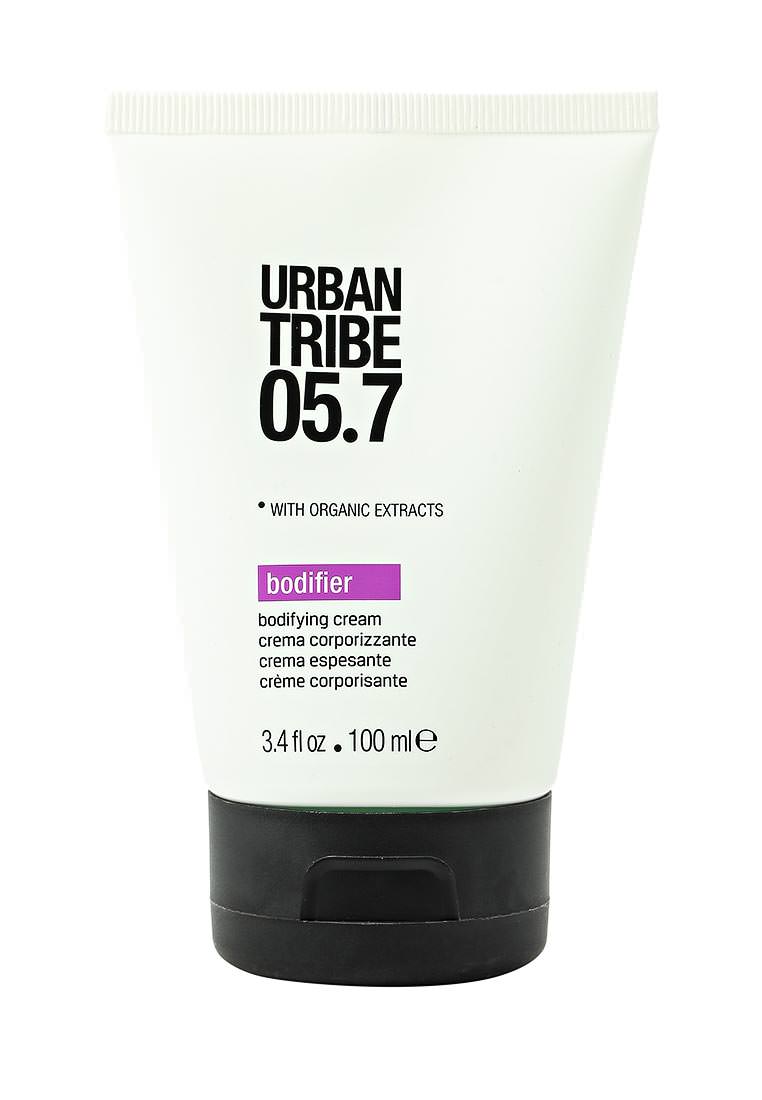 URBAN
TRIBE
05.7
• WITH ORGANIC EXTRACTS
bodifier
bodifying cream
crema corporizzante
crema espesante
crème corporisante
3.4 fl oz . 100 ml ℮